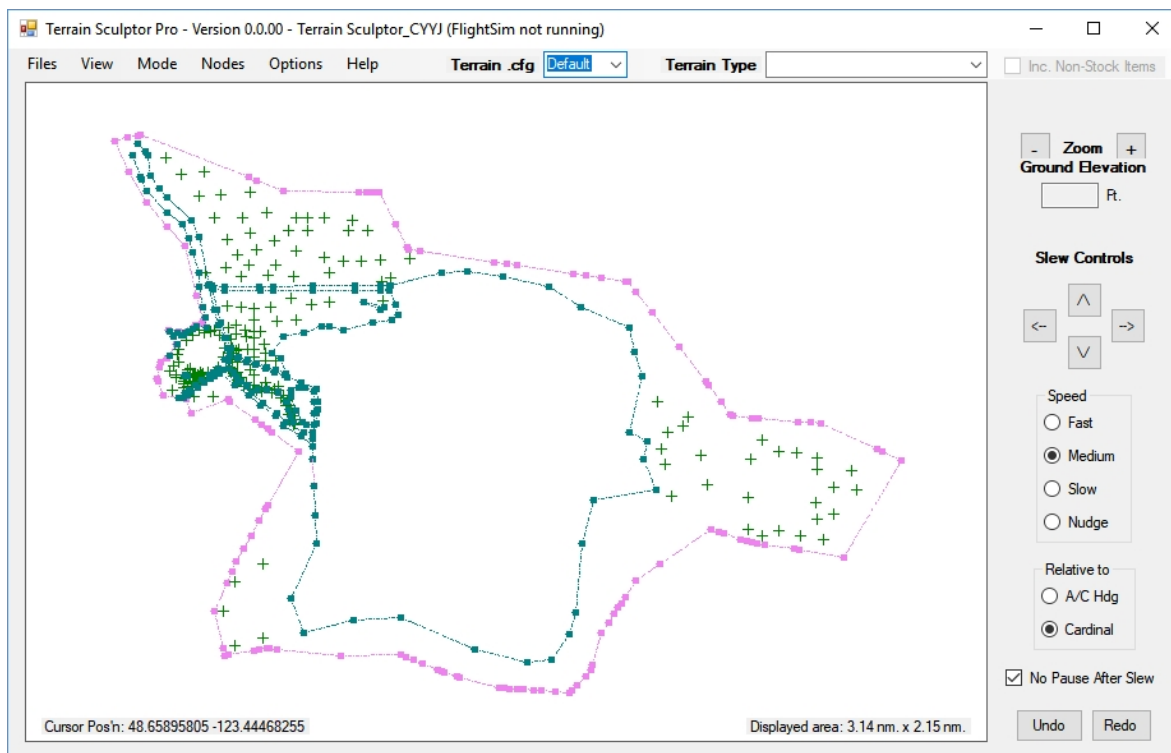 Terrain Sculptor Pro - Version 0.0.00 - Terrain Sculptor_CYYJ (FlightSim not running)
Files View Mode Nodes Options Help Terrain .cfg Default Terrain Type Inc. Non-Stock Items
- Zoom +
Ground Elevation
Ft.
Slew Controls
/\
<-- -->
\/
Speed
Fast
Medium
Slow
Nudge
Relative to
A/C Hdg
Cardinal
No Pause After Slew
Cursor Pos'n: 48.65895805 -123.44468255 Displayed area: 3.14 nm. x 2.15 nm.
Undo Redo